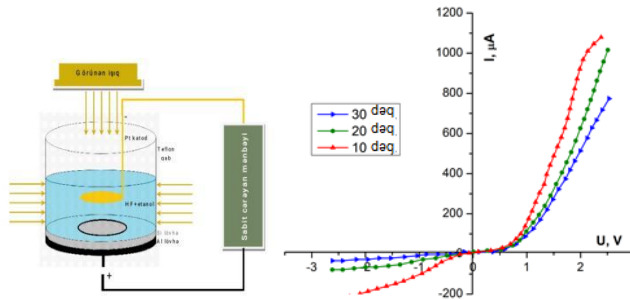 Görünən işıq
Pt katod
Teflon
qab
HF+etanol
Si lövhə
Al lövhə
+
Sabit cərəyan mənbəyi
I, μA
1200
1000
800
600
400
200
-200
30 dəq
20 dəq
10 dəq
U, V
-3 -2 -1 0 1 2